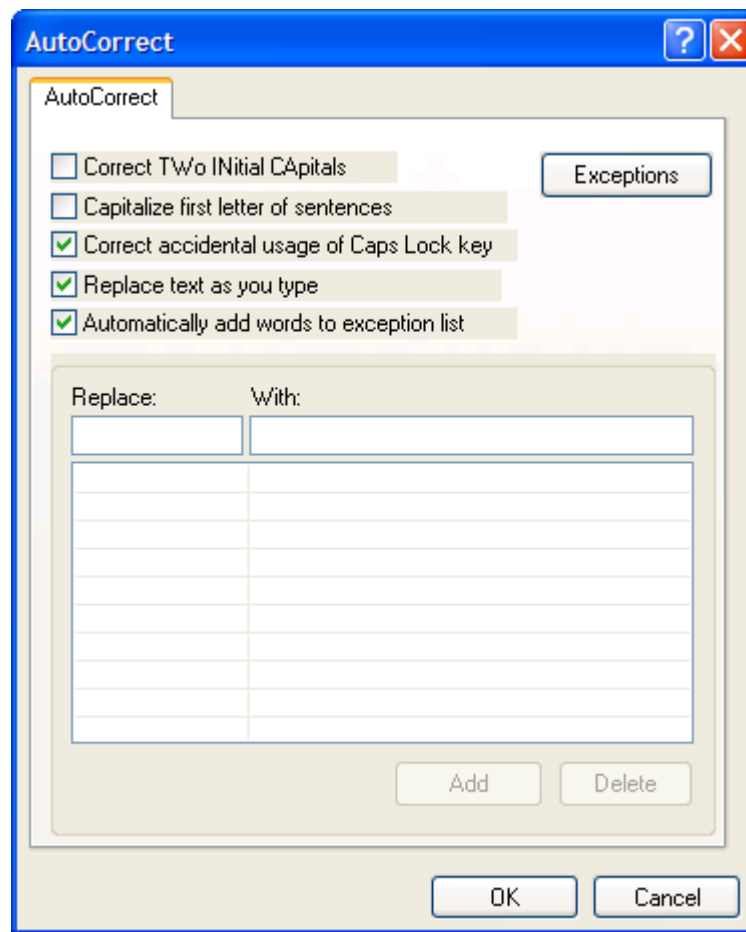 AutoCorrect
AutoCorrect
Correct TWo INitial CApitals
Exceptions
Capitalize first letter of sentences
Correct accidental usage of Caps Lock key
Replace text as you type
Automatically add words to exception list
Replace: With:
Add Delete
OK Cancel